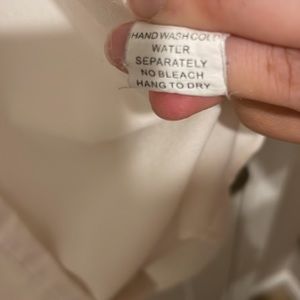 HAND WASH COLD
WATER
SEPARATELY
NO BLEACH
HANG TO DRY